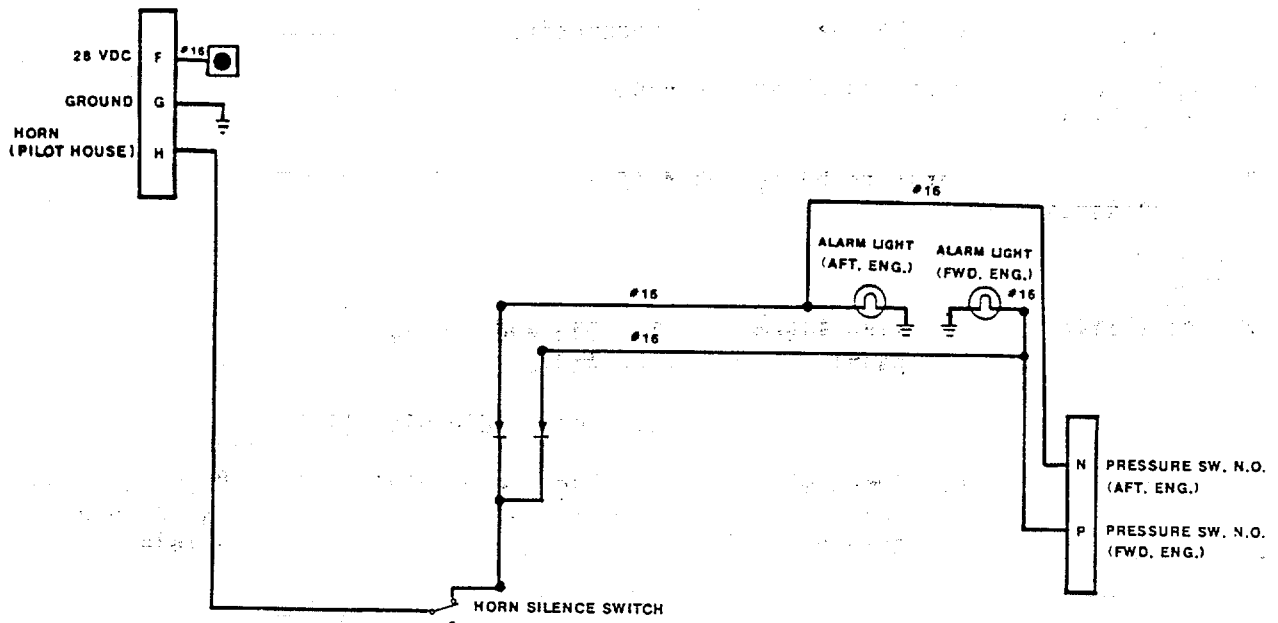 28 VDC
F
#16
GROUND
G
HORN
(PILOT HOUSE)
H
#16
ALARM LIGHT
(AFT. ENG.)
ALARM LIGHT
(FWD. ENG.)
#16
#16
#16
N
PRESSURE SW. N.O.
(AFT. ENG.)
P
PRESSURE SW. N.O.
(FWD. ENG.)
HORN SILENCE SWITCH